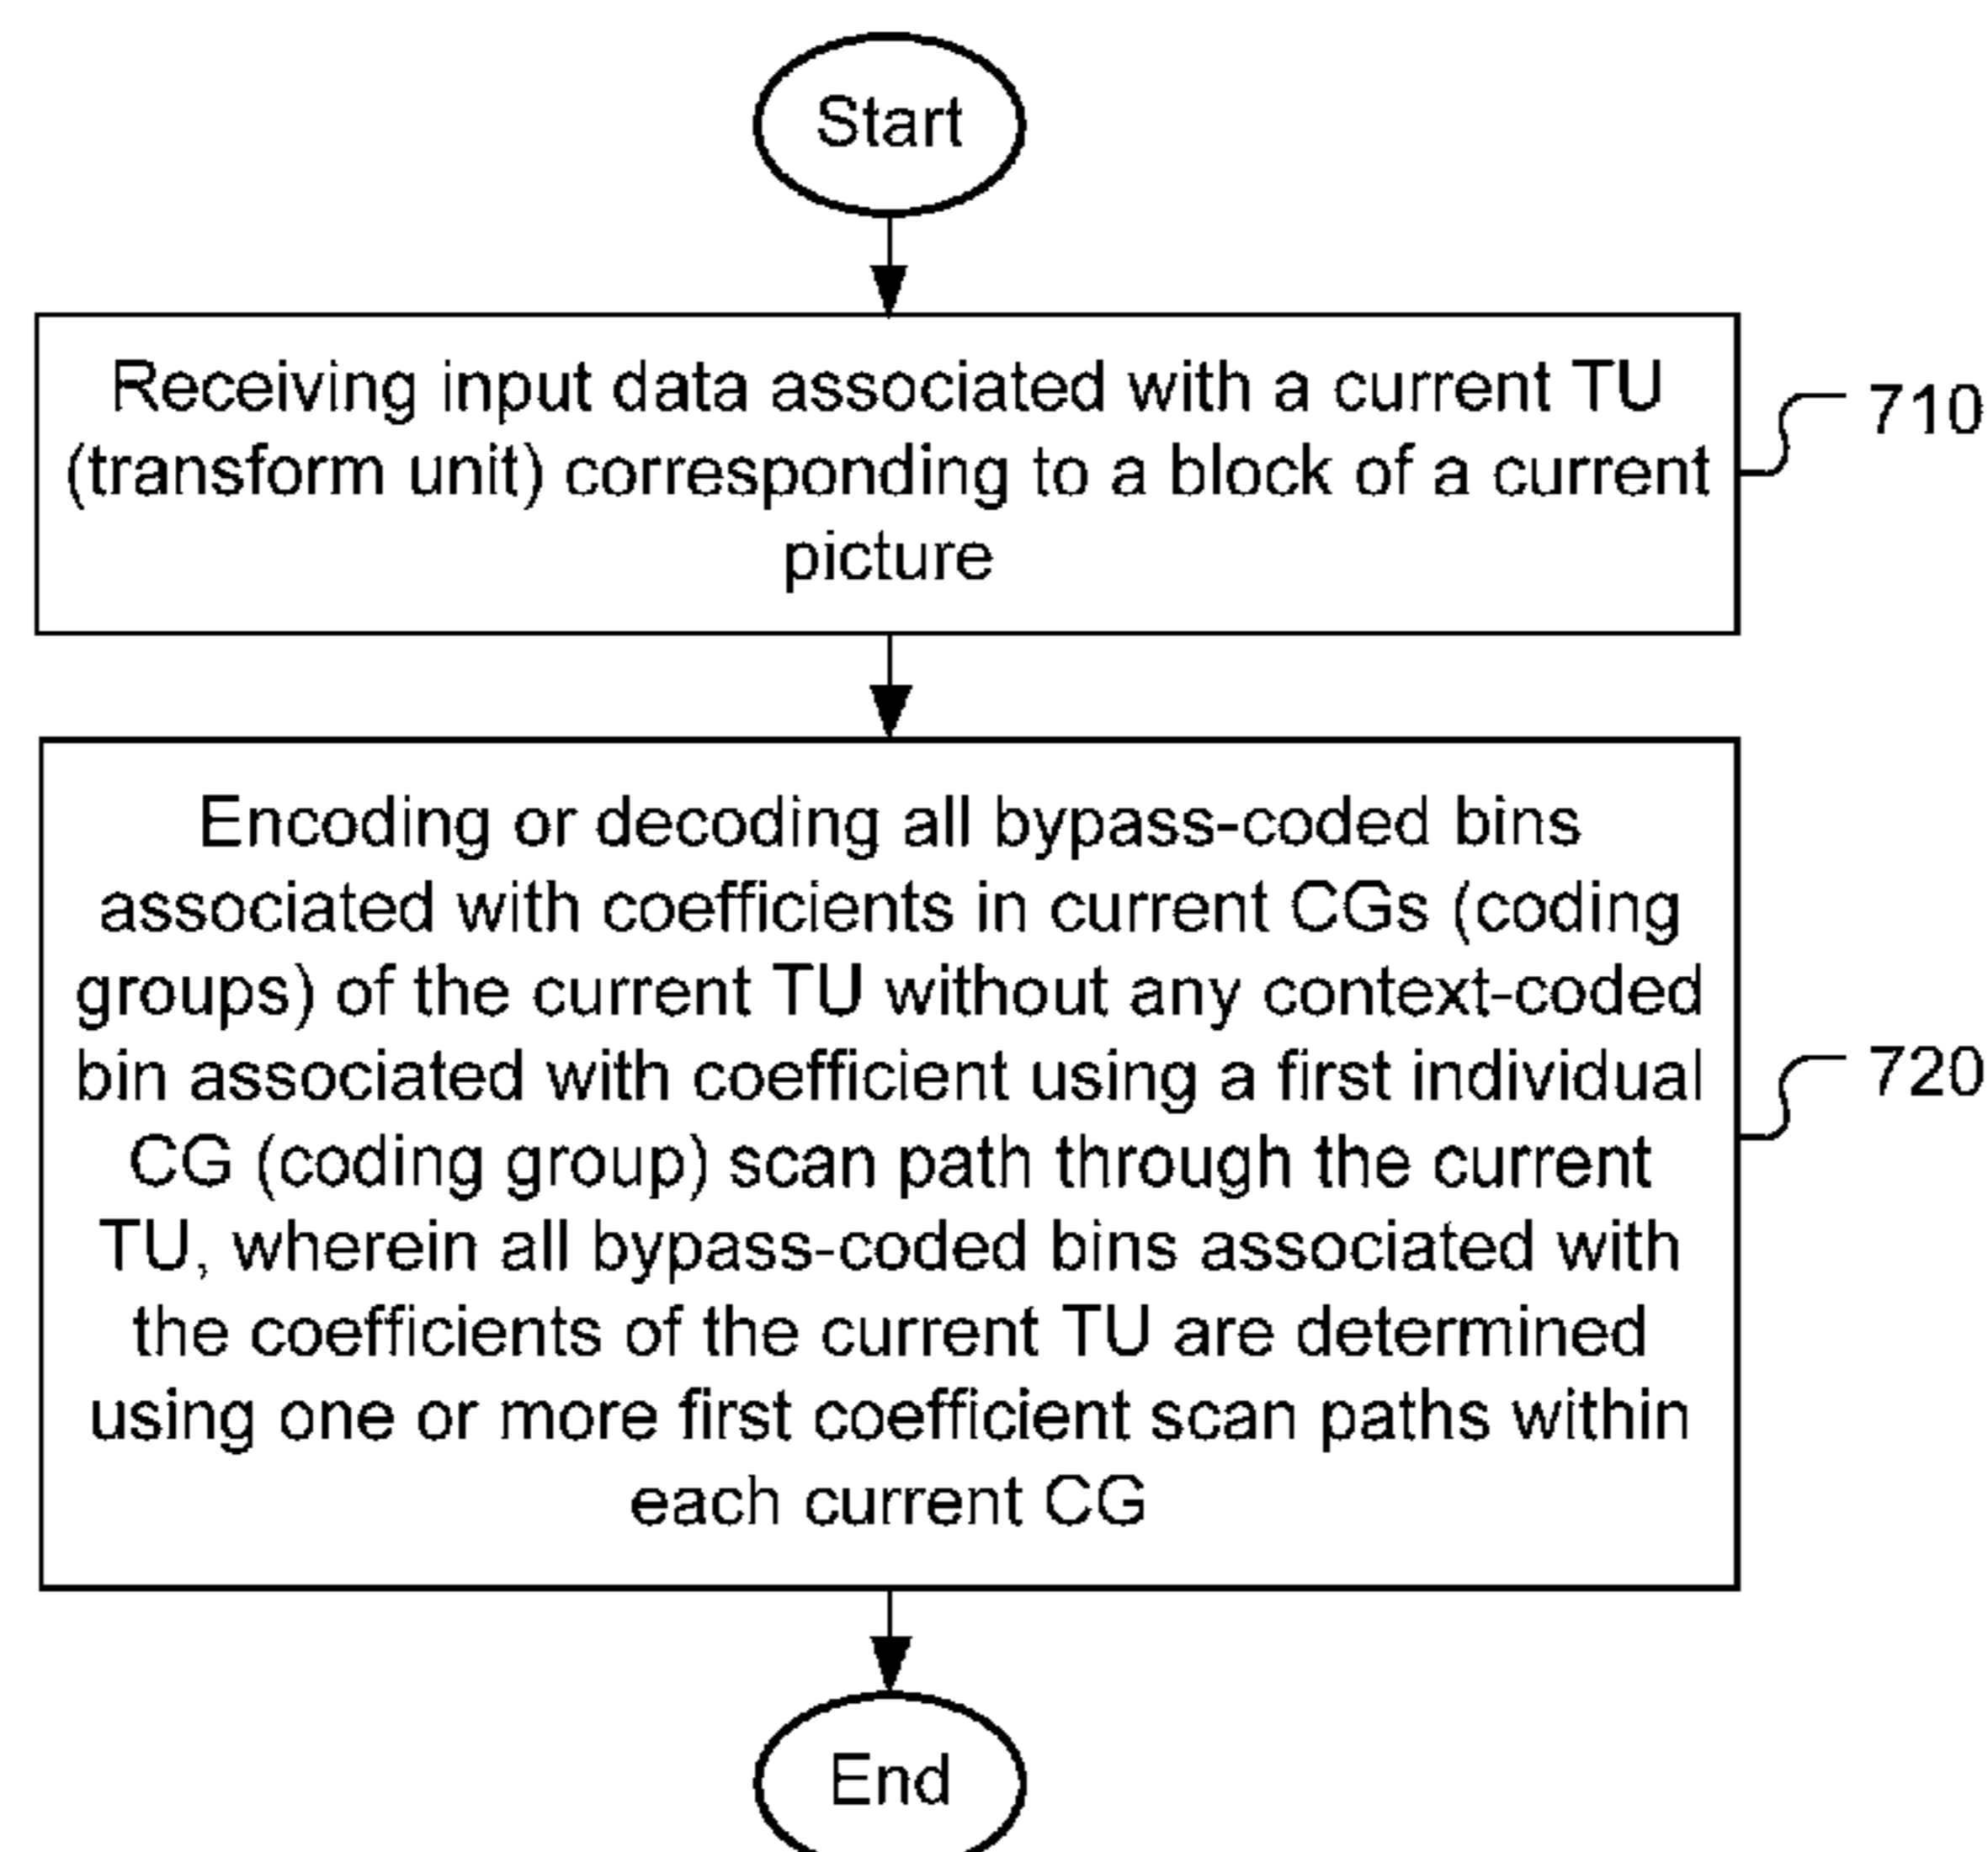 Start
Receiving input data associated with a current TU
(transform unit) corresponding to a block of a current
picture
710
Encoding or decoding all bypass-coded bins
associated with coefficients in current CGs (coding
groups) of the current TU without any context-coded
bin associated with coefficient using a first individual
CG (coding group) scan path through the current
TU, wherein all bypass-coded bins associated with
the coefficients of the current TU are determined
using one or more first coefficient scan paths within
each current CG
720
End